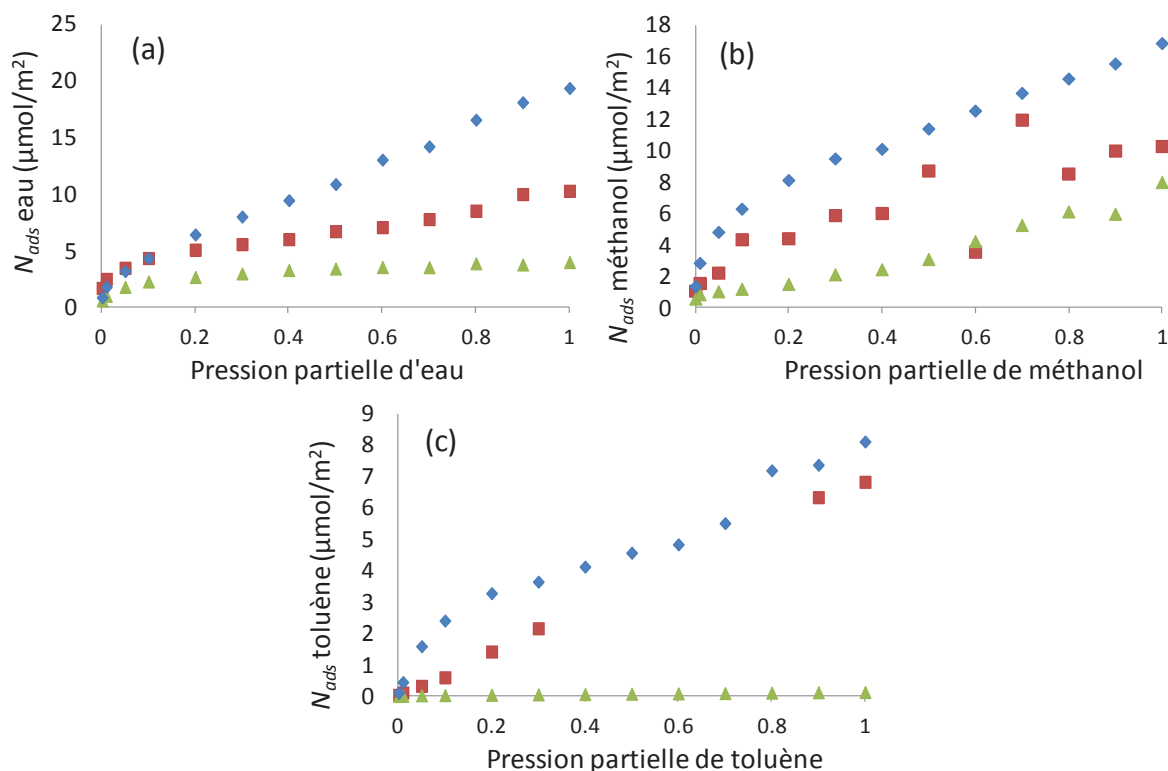 (a)
N_ads eau (µmol/m²)
25
20
15
10
5
0
0 0.2 0.4 0.6 0.8 1
Pression partielle d'eau
(b)
N_ads méthanol (µmol/m²)
18
16
14
12
10
8
6
4
2
0
0 0.2 0.4 0.6 0.8 1
Pression partielle de méthanol
(c)
N_ads toluène (µmol/m²)
9
8
7
6
5
4
3
2
1
0
0 0.2 0.4 0.6 0.8 1
Pression partielle de toluène